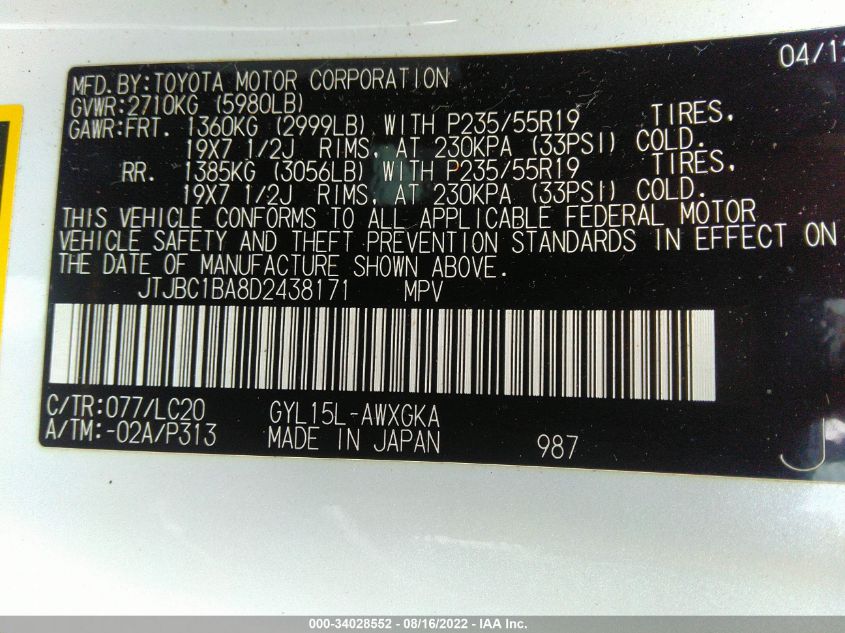 04/1
MFD.BY:TOYOTA MOTOR CORPORATION
GVWR:2710KG (5980LB)
GAWR:FRT. 1360KG (2999LB) WITH P235/55R19 TIRES,
19X7 1/2J RIMS, AT 230KPA (33PSI) COLD.
RR. 1385KG (3056LB) WITH P235/55R19 TIRES,
19X7 1/2J RIMS, AT 230KPA (33PSI) COLD.
THIS VEHICLE CONFORMS TO ALL APPLICABLE FEDERAL MOTOR
VEHICLE SAFETY AND THEFT PREVENTION STANDARDS IN EFFECT ON
THE DATE OF MANUFACTURE SHOWN ABOVE.
JTJBC1BA8D2438171 MPV
C/TR:077/LC20 GYL15L-AWXGKA
A/TM:-02A/P313 MADE IN JAPAN 987
J
000-34028552 - 08/16/2022 - IAA Inc.